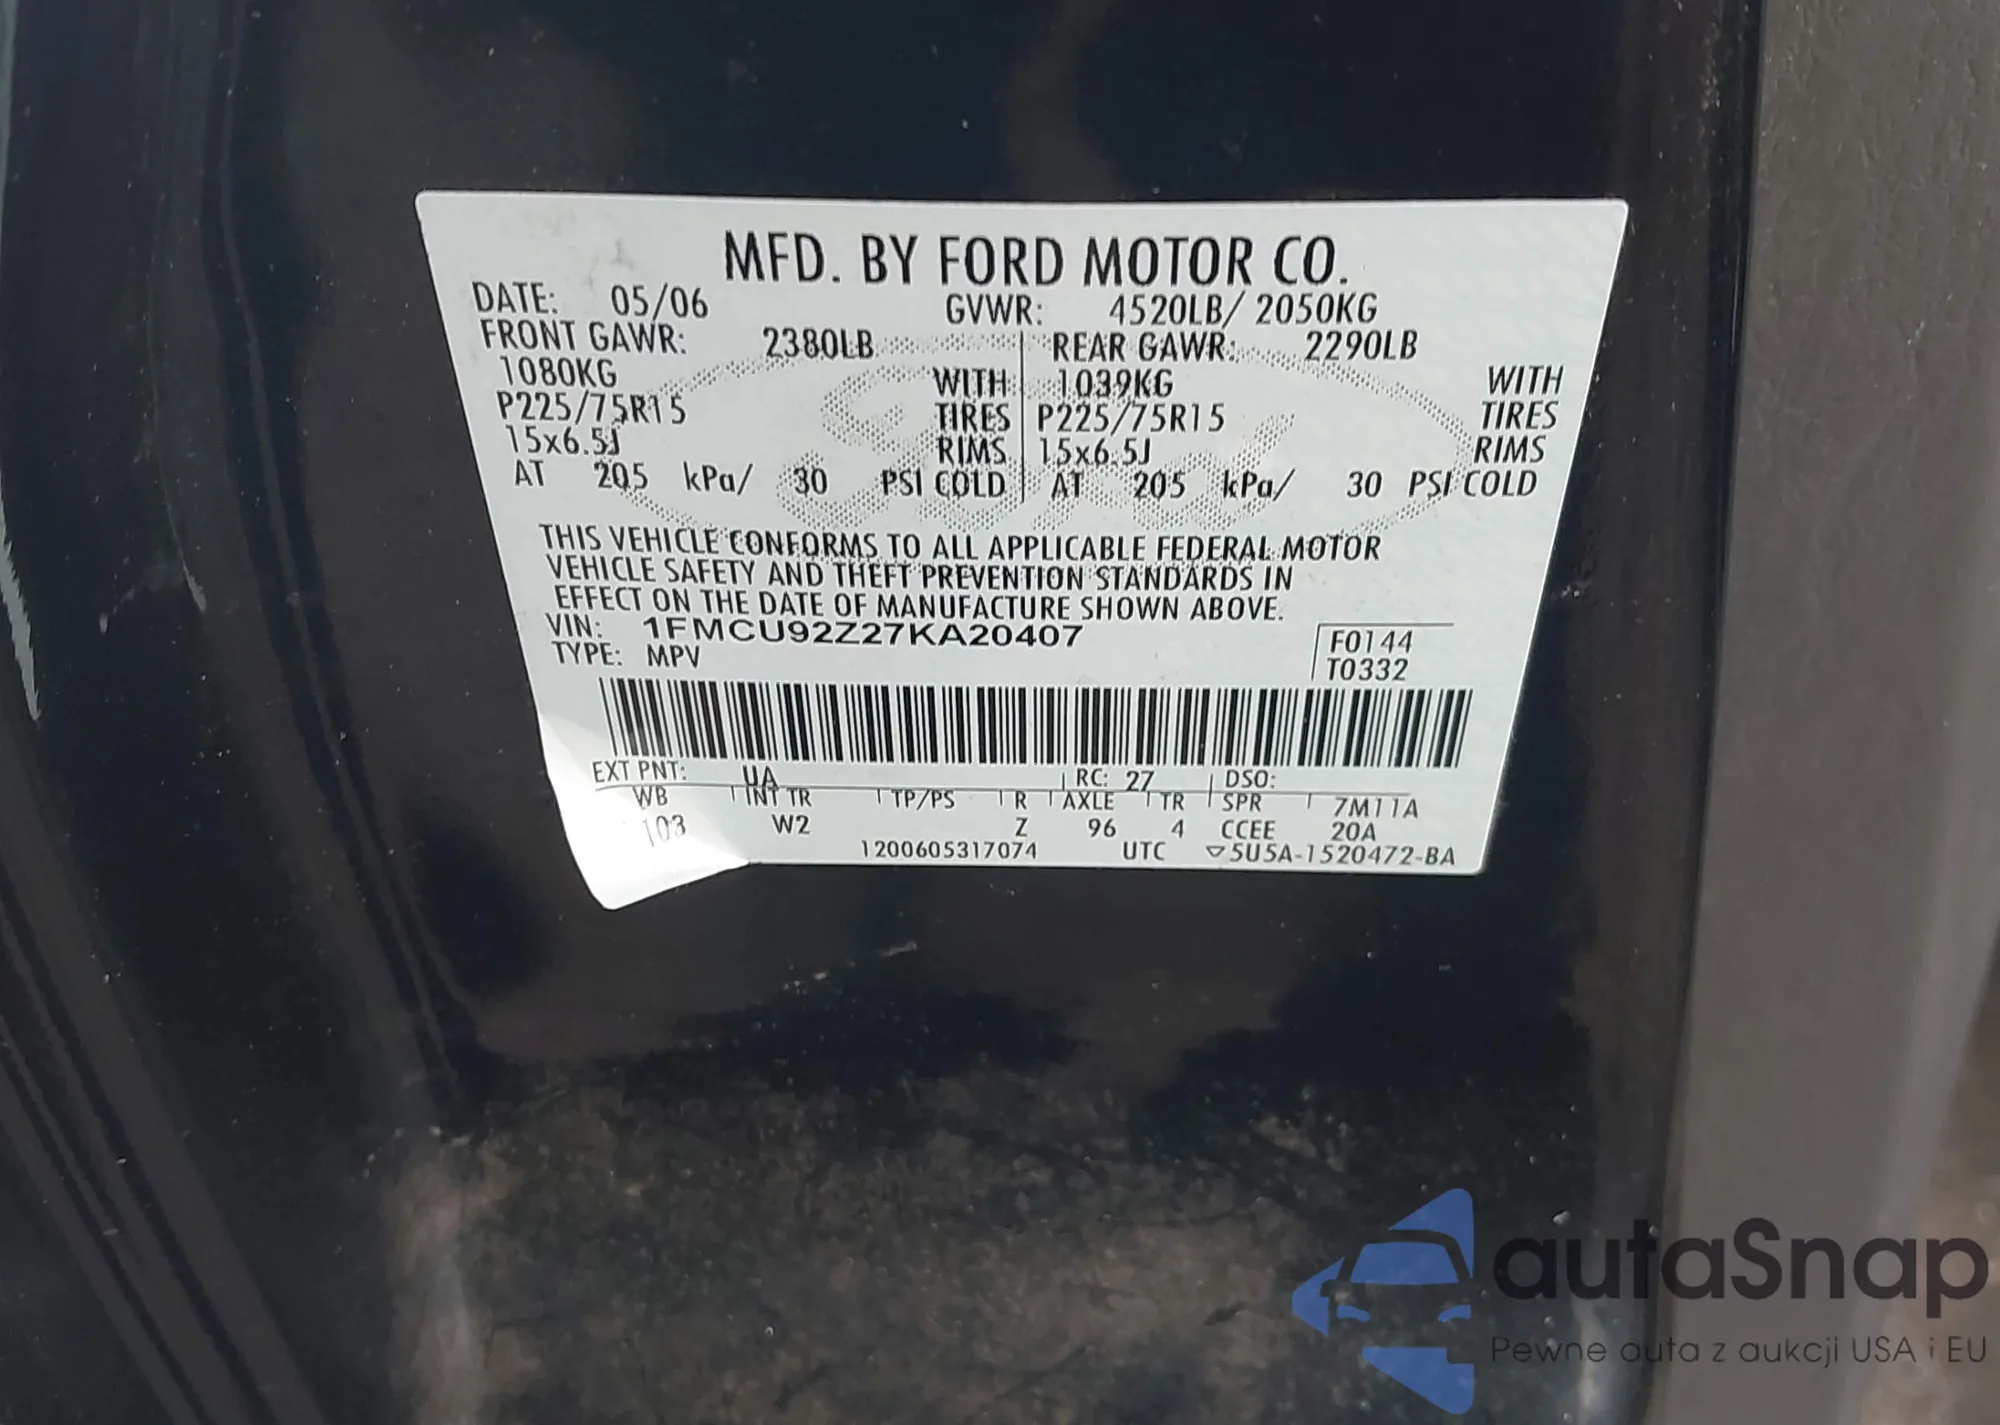 MFD. BY FORD MOTOR CO.
DATE: 05/06 GVWR: 4520LB/ 2050KG
FRONT GAWR: 2380LB REAR GAWR: 2290LB
1080KG WITH 1039KG WITH
P225/75R15 TIRES P225/75R15 TIRES
15x6.5J RIMS 15x6.5J RIMS
AT 205 kPa/ 30 PSI COLD AT 205 kPa/ 30 PSI COLD
THIS VEHICLE CONFORMS TO ALL APPLICABLE FEDERAL MOTOR
VEHICLE SAFETY AND THEFT PREVENTION STANDARDS IN
EFFECT ON THE DATE OF MANUFACTURE SHOWN ABOVE.
VIN: 1FMCU92Z27KA20407 F0144
TYPE: MPV T0332
EXT PNT: UA RC: 27 DSO:
WB INT TR TP/PS R AXLE TR SPR 7M11A
103 W2 Z 96 4 CCEE 20A
1200605317074 UTC ▽5U5A-1520472-BA
Ford
autaSnap
Pewne auta z aukcji USA i EU